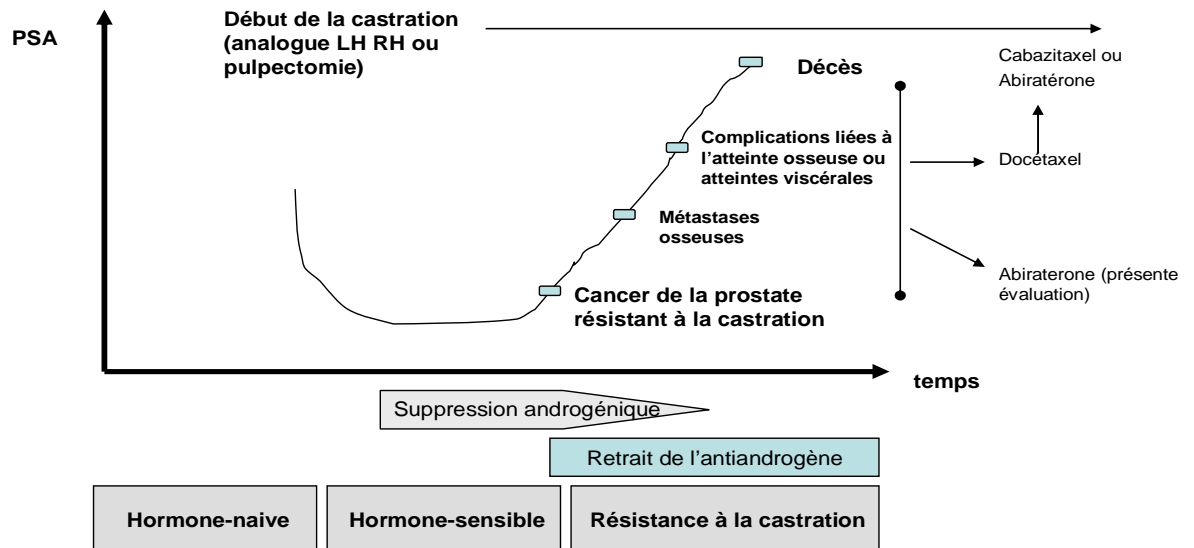 PSA
Début de la castration
(analogue LH RH ou
pulpectomie)
Décès
Cabazitaxel ou
Abiratérone
Complications liées à
l'atteinte osseuse ou
atteintes viscérales
Docétaxel
Métastases
osseuses
Abiraterone (présente
évaluation)
Cancer de la prostate
résistant à la castration
temps
Suppression androgénique
Retrait de l'antiandrogène
Hormone-naive
Hormone-sensible
Résistance à la castration